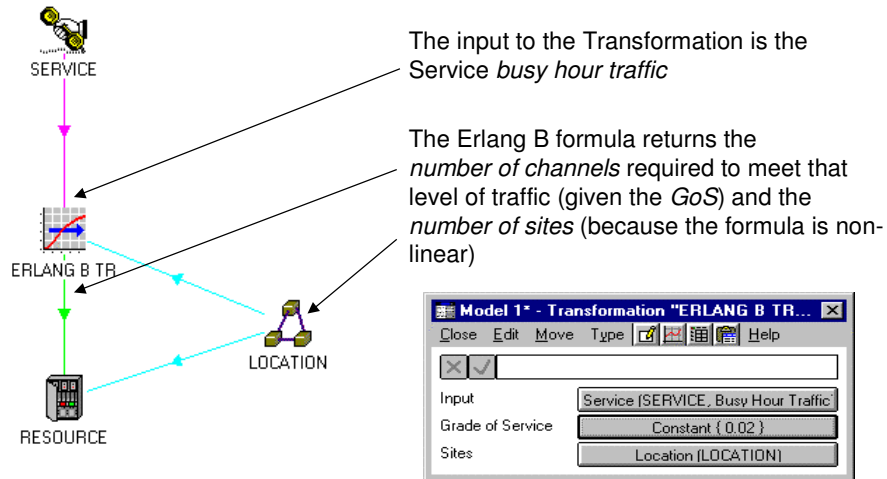 SERVICE
The input to the Transformation is the
Service busy hour traffic
The Erlang B formula returns the
number of channels required to meet that
level of traffic (given the GoS) and the
number of sites (because the formula is non-
linear)
ERLANG B TR
LOCATION
RESOURCE
Model 1* - Transformation "ERLANG B TR...
Close Edit Move Type Help
Input Service (SERVICE, Busy Hour Traffic
Grade of Service Constant { 0.02 }
Sites Location (LOCATION)